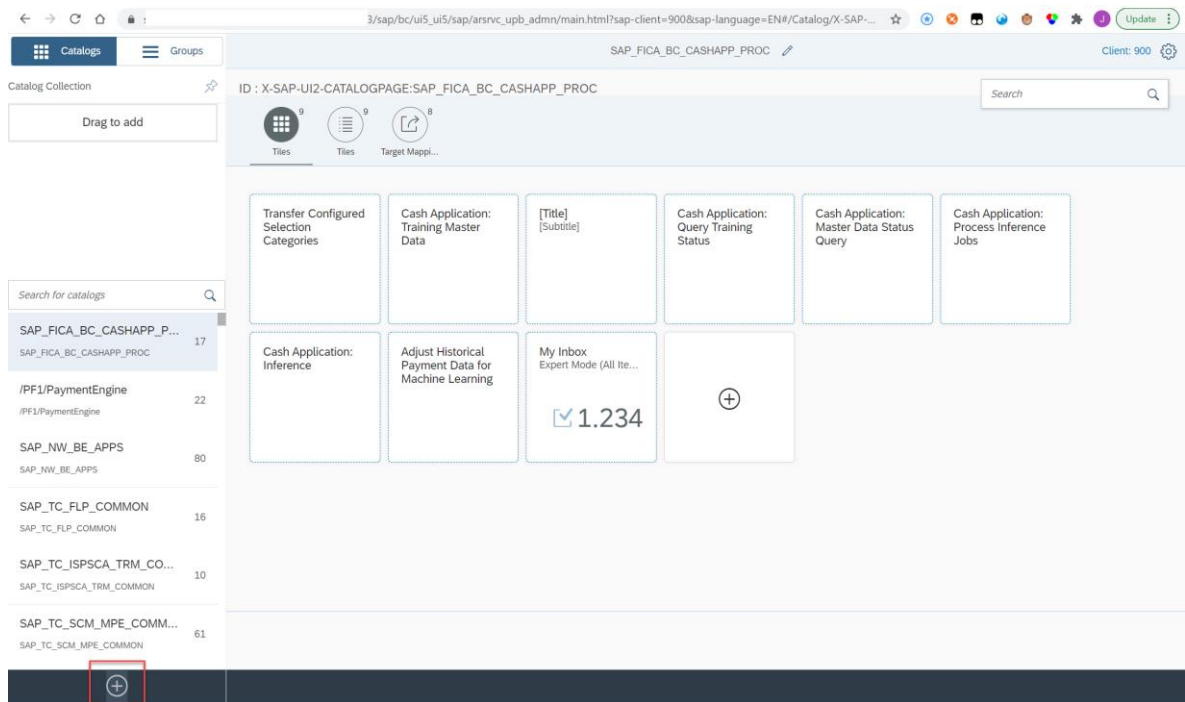 3/sap/bc/ui5_ui5/sap/arsrvc_upb_admn/main.html?sap-client=900&sap-language=EN#/Catalog/X-SAP-...
J
Update
Catalogs
Groups
SAP_FICA_BC_CASHAPP_PROC
Client: 900
Catalog Collection
Drag to add
ID : X-SAP-UI2-CATALOGPAGE:SAP_FICA_BC_CASHAPP_PROC
Search
9
9
8
Tiles
Tiles
Target Mappi...
Transfer Configured
Selection
Categories
Cash Application:
Training Master
Data
[Title]
[Subtitle]
Cash Application:
Query Training
Status
Cash Application:
Master Data Status
Query
Cash Application:
Process Inference
Jobs
Cash Application:
Inference
Adjust Historical
Payment Data for
Machine Learning
My Inbox
Expert Mode (All Ite...
1.234
Search for catalogs
SAP_FICA_BC_CASHAPP_P...
17
SAP_FICA_BC_CASHAPP_PROC
/PF1/PaymentEngine
22
/PF1/PaymentEngine
SAP_NW_BE_APPS
80
SAP_NW_BE_APPS
SAP_TC_FLP_COMMON
16
SAP_TC_FLP_COMMON
SAP_TC_ISPSCA_TRM_CO...
10
SAP_TC_ISPSCA_TRM_COMMON
SAP_TC_SCM_MPE_COMM...
61
SAP_TC_SCM_MPE_COMMON